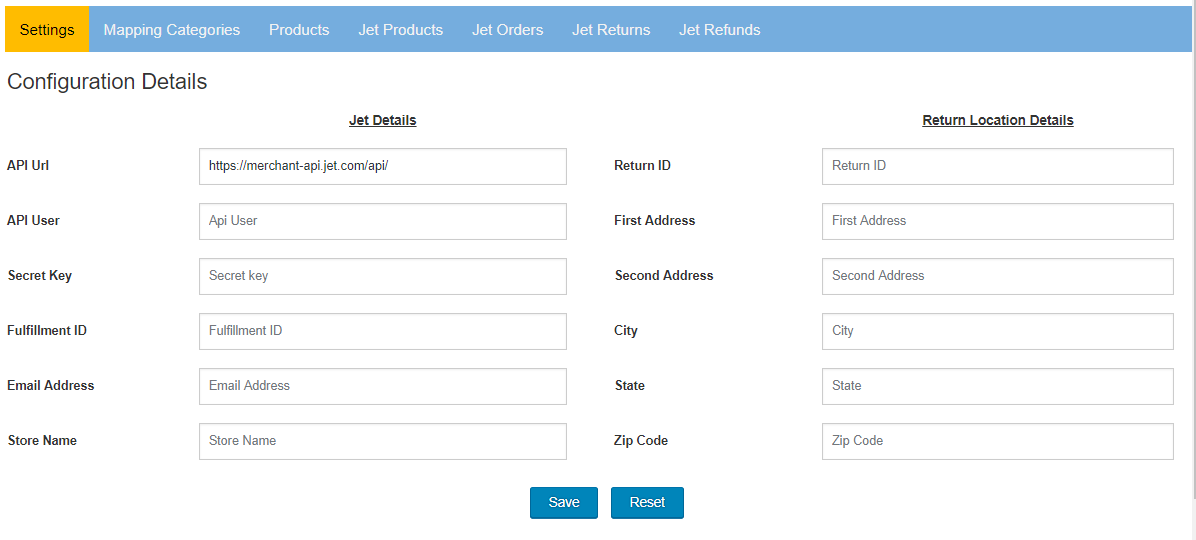 Settings Mapping Categories Products Jet Products Jet Orders Jet Returns Jet Refunds
Configuration Details
Jet Details Return Location Details
API Url https://merchant-api.jet.com/api/ Return ID Return ID
API User Api User First Address First Address
Secret Key Secret key Second Address Second Address
Fulfillment ID Fulfillment ID City City
Email Address Email Address State State
Store Name Store Name Zip Code Zip Code
Save Reset